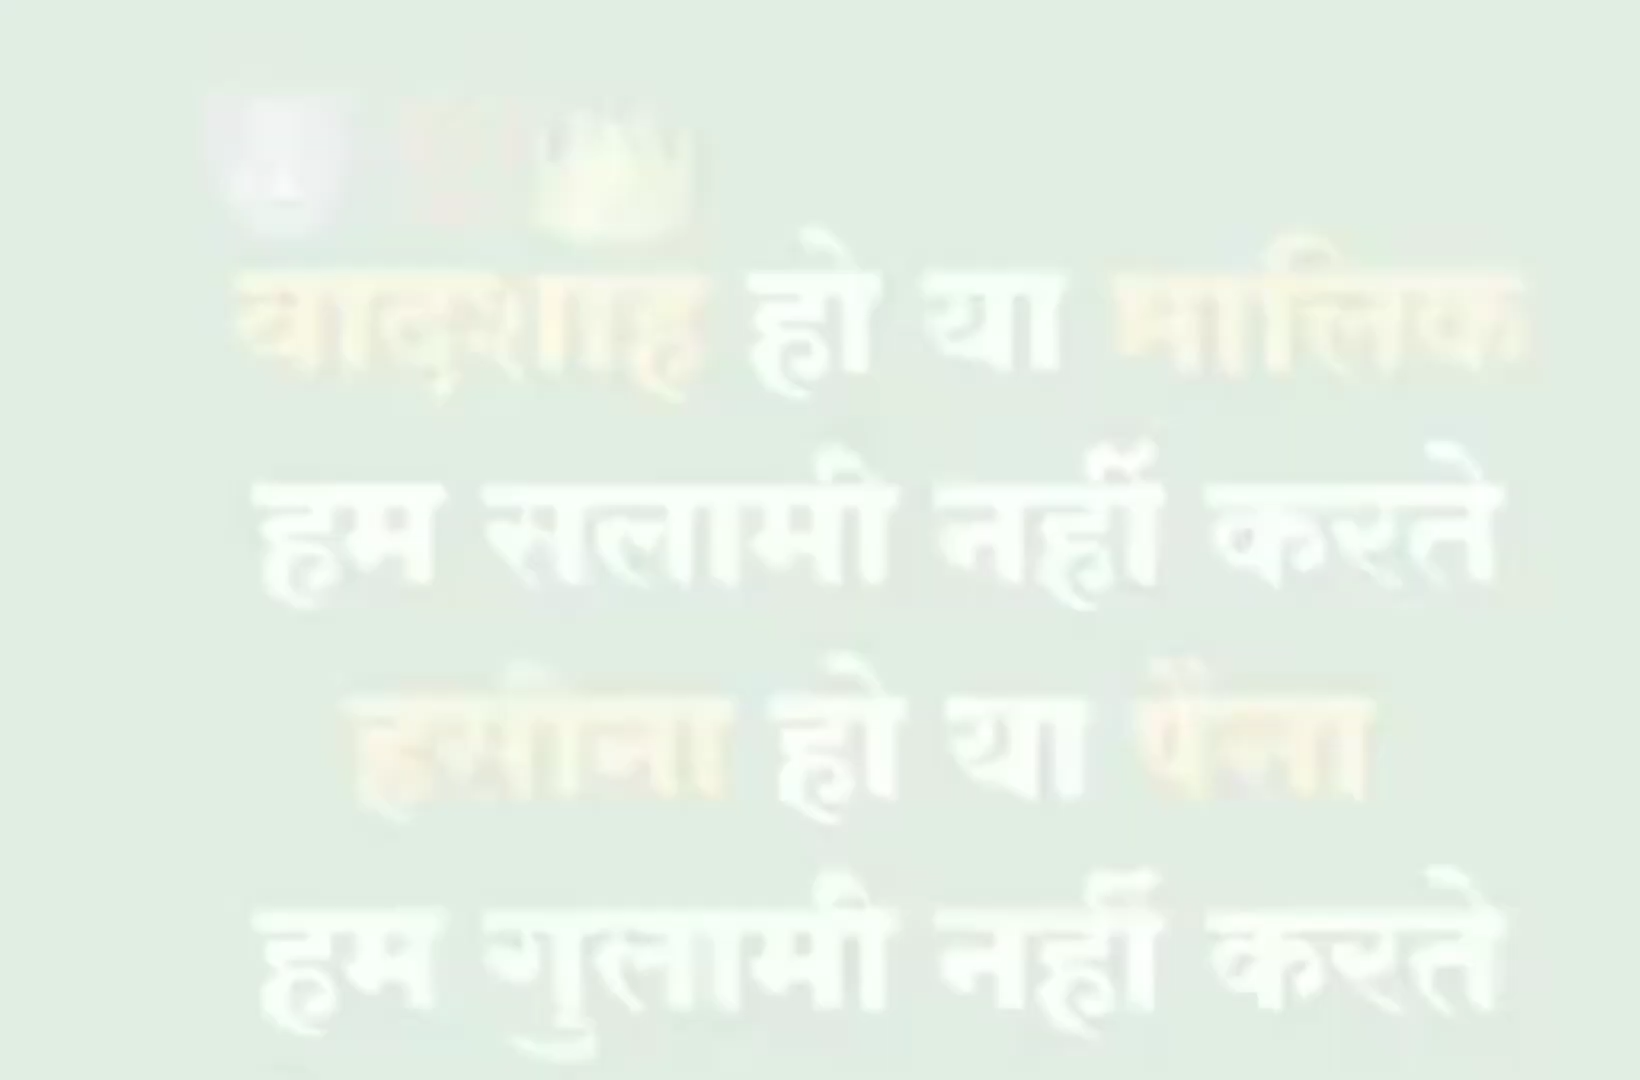 बादशाह हो या मालिक
हम सलामी नहीं करते
हसीना हो या
हम गुलामी नहीं करते